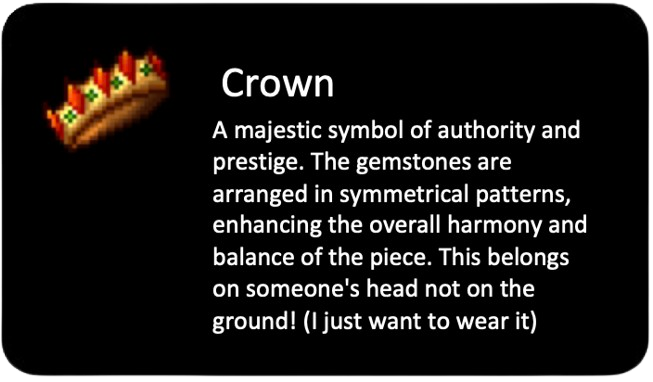 Crown
A majestic symbol of authority and
prestige. The gemstones are
arranged in symmetrical patterns,
enhancing the overall harmony and
balance of the piece. This belongs
on someone's head not on the
ground! (I just want to wear it)